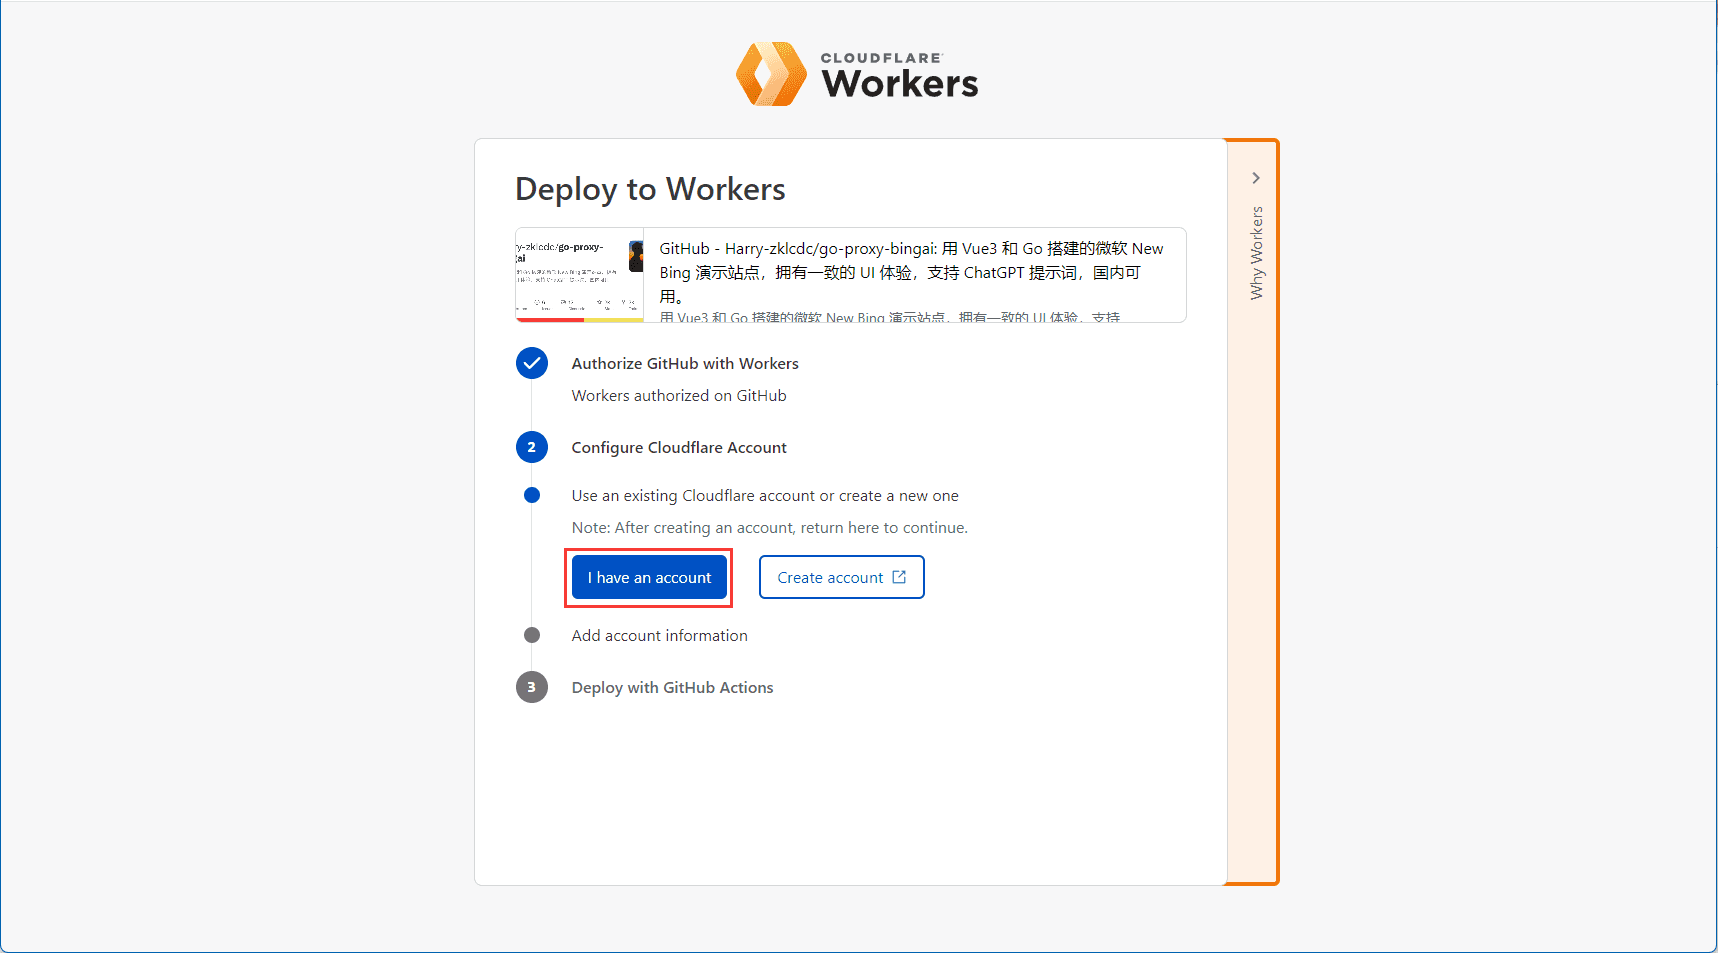 CLOUDFLARE
Workers
Deploy to Workers
ry-zklcdc/go-proxy-
gai
GitHub - Harry-zklcdc/go-proxy-bingai: 用 Vue3 和 Go 搭建的微软 New
Bing 演示站点，拥有一致的 UI 体验，支持 ChatGPT 提示词，国内可
用。
用 Vue3 和 Go 搭建的微软 New Bing 演示站点，拥有一致的 UI 体验，支持
Why Workers
Authorize GitHub with Workers
Workers authorized on GitHub
2
Configure Cloudflare Account
Use an existing Cloudflare account or create a new one
Note: After creating an account, return here to continue.
I have an account
Create account
Add account information
3
Deploy with GitHub Actions